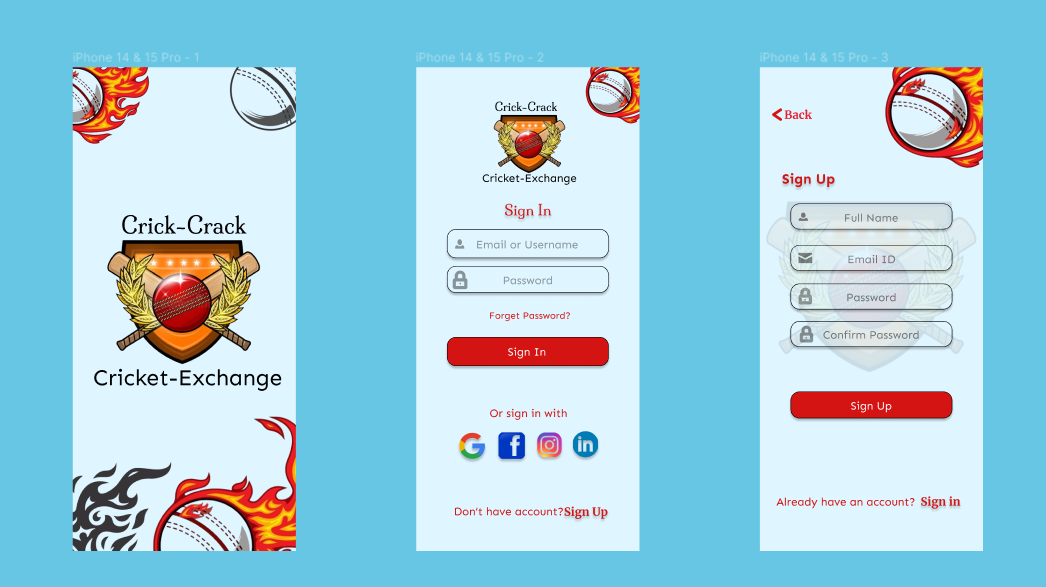 iPhone 14 & 15 Pro - 1
Crick-Crack
Cricket-Exchange
iPhone 14 & 15 Pro - 2
Crick-Crack
Cricket-Exchange
Sign In
Email or Username
Password
Forget Password?
Sign In
Or sign in with
G
f
in
Don't have account?Sign Up
iPhone 14 & 15 Pro - 3
Back
Sign Up
Full Name
Email ID
Password
Confirm Password
Sign Up
Already have an account? Sign in